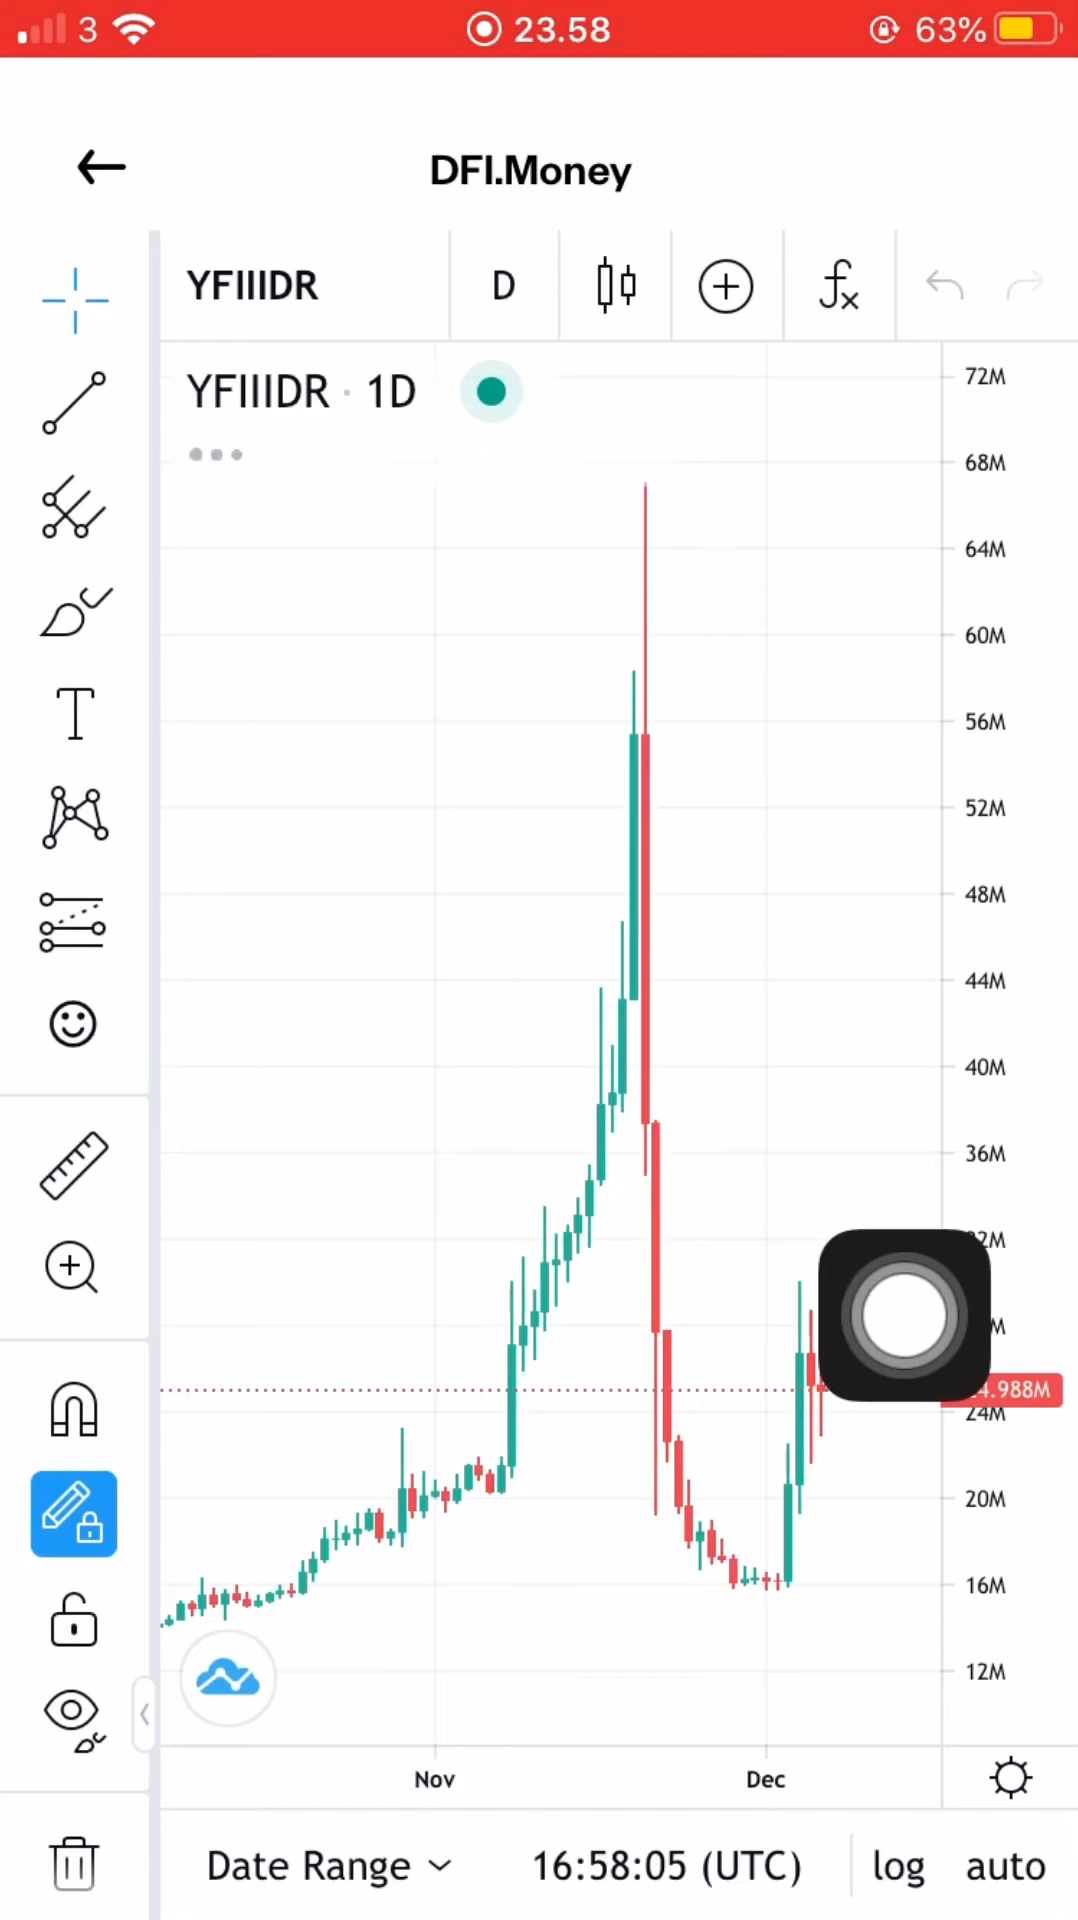 3 23.58 63%
DFI.Money
YFIIIDR D
YFIIIDR · 1D
72M
68M
64M
60M
56M
52M
48M
44M
40M
36M
24M
20M
16M
12M
Nov Dec
Date Range 16:58:05 (UTC) log auto